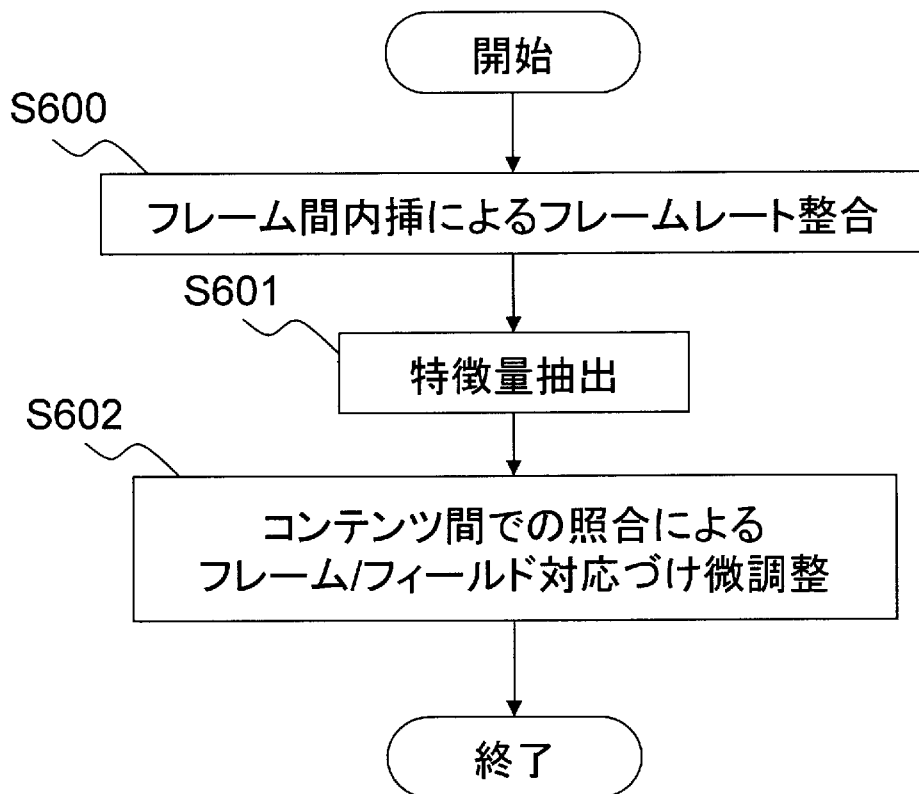 開始
S600
フレーム間内挿によるフレームレート整合
S601
特徴量抽出
S602
コンテンツ間での照合による
フレーム/フィールド対応づけ微調整
終了